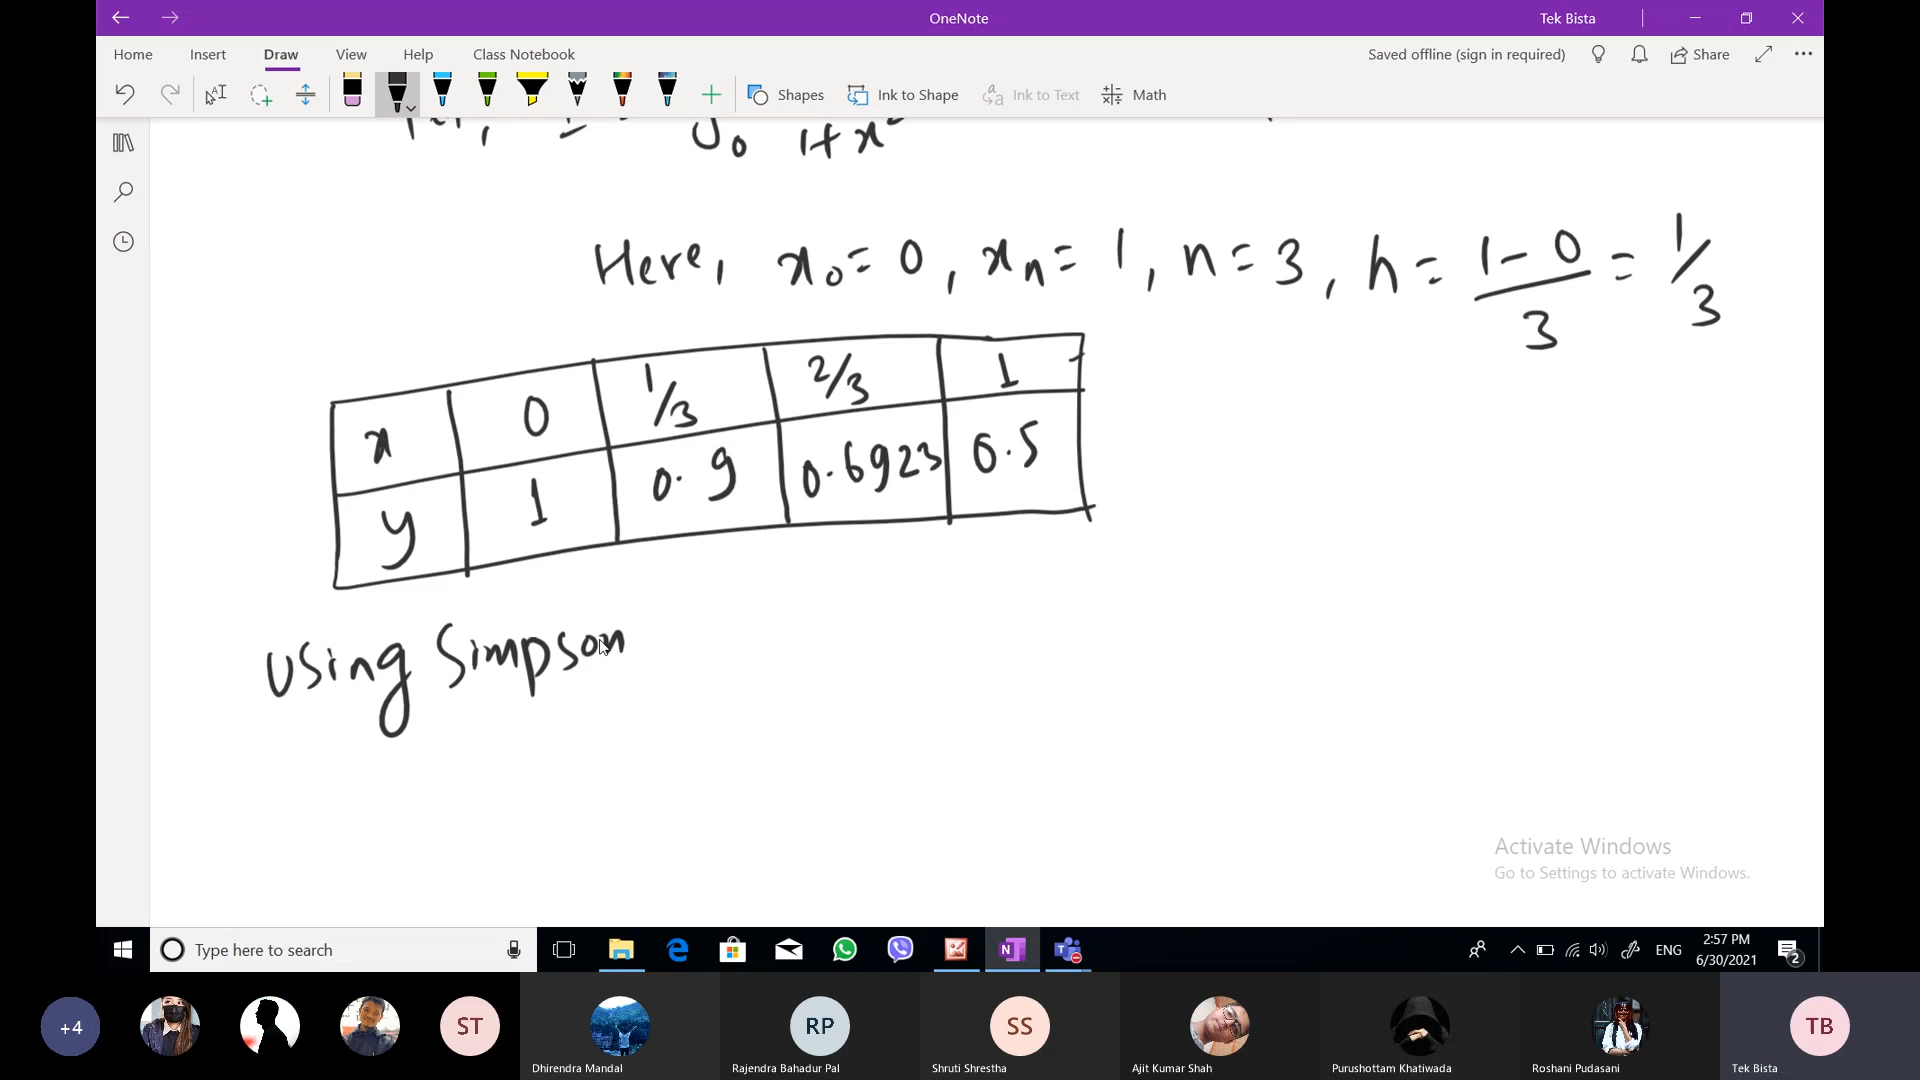 OneNote
Tek Bista
Home Insert Draw View Help Class Notebook
Saved offline (sign in required) Share
Shapes Ink to Shape Ink to Text Math
0 1+x²
Here, x₀ = 0, xₙ = 1, n = 3, h = (1-0)/3 = 1/3
x 0 1/3 2/3 1
y 1 0.9 0.6923 0.5
Using Simpson
Activate Windows
Go to Settings to activate Windows.
Type here to search
ENG
2:57 PM
6/30/2021
2
+4
ST
RP
SS
TB
Dhirendra Mandal
Rajendra Bahadur Pal
Shruti Shrestha
Ajit Kumar Shah
Purushottam Khatiwada
Roshani Pudasani
Tek Bista